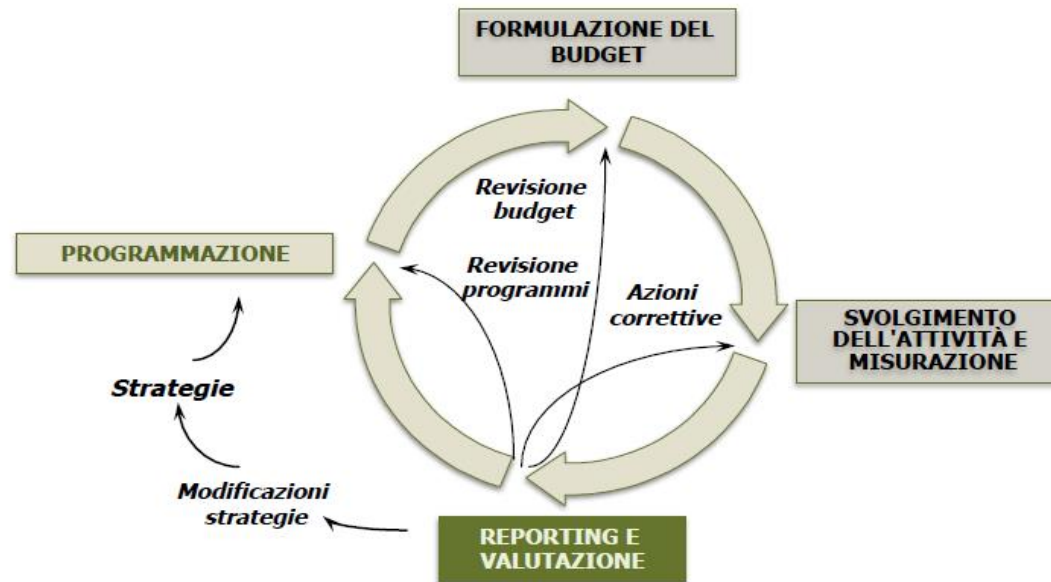 FORMULAZIONE DEL
BUDGET
Revisione
budget
PROGRAMMAZIONE
Revisione
programmi
Azioni
correttive
SVOLGIMENTO
DELL'ATTIVITÀ E
MISURAZIONE
Strategie
Modificazioni
strategie
REPORTING E
VALUTAZIONE